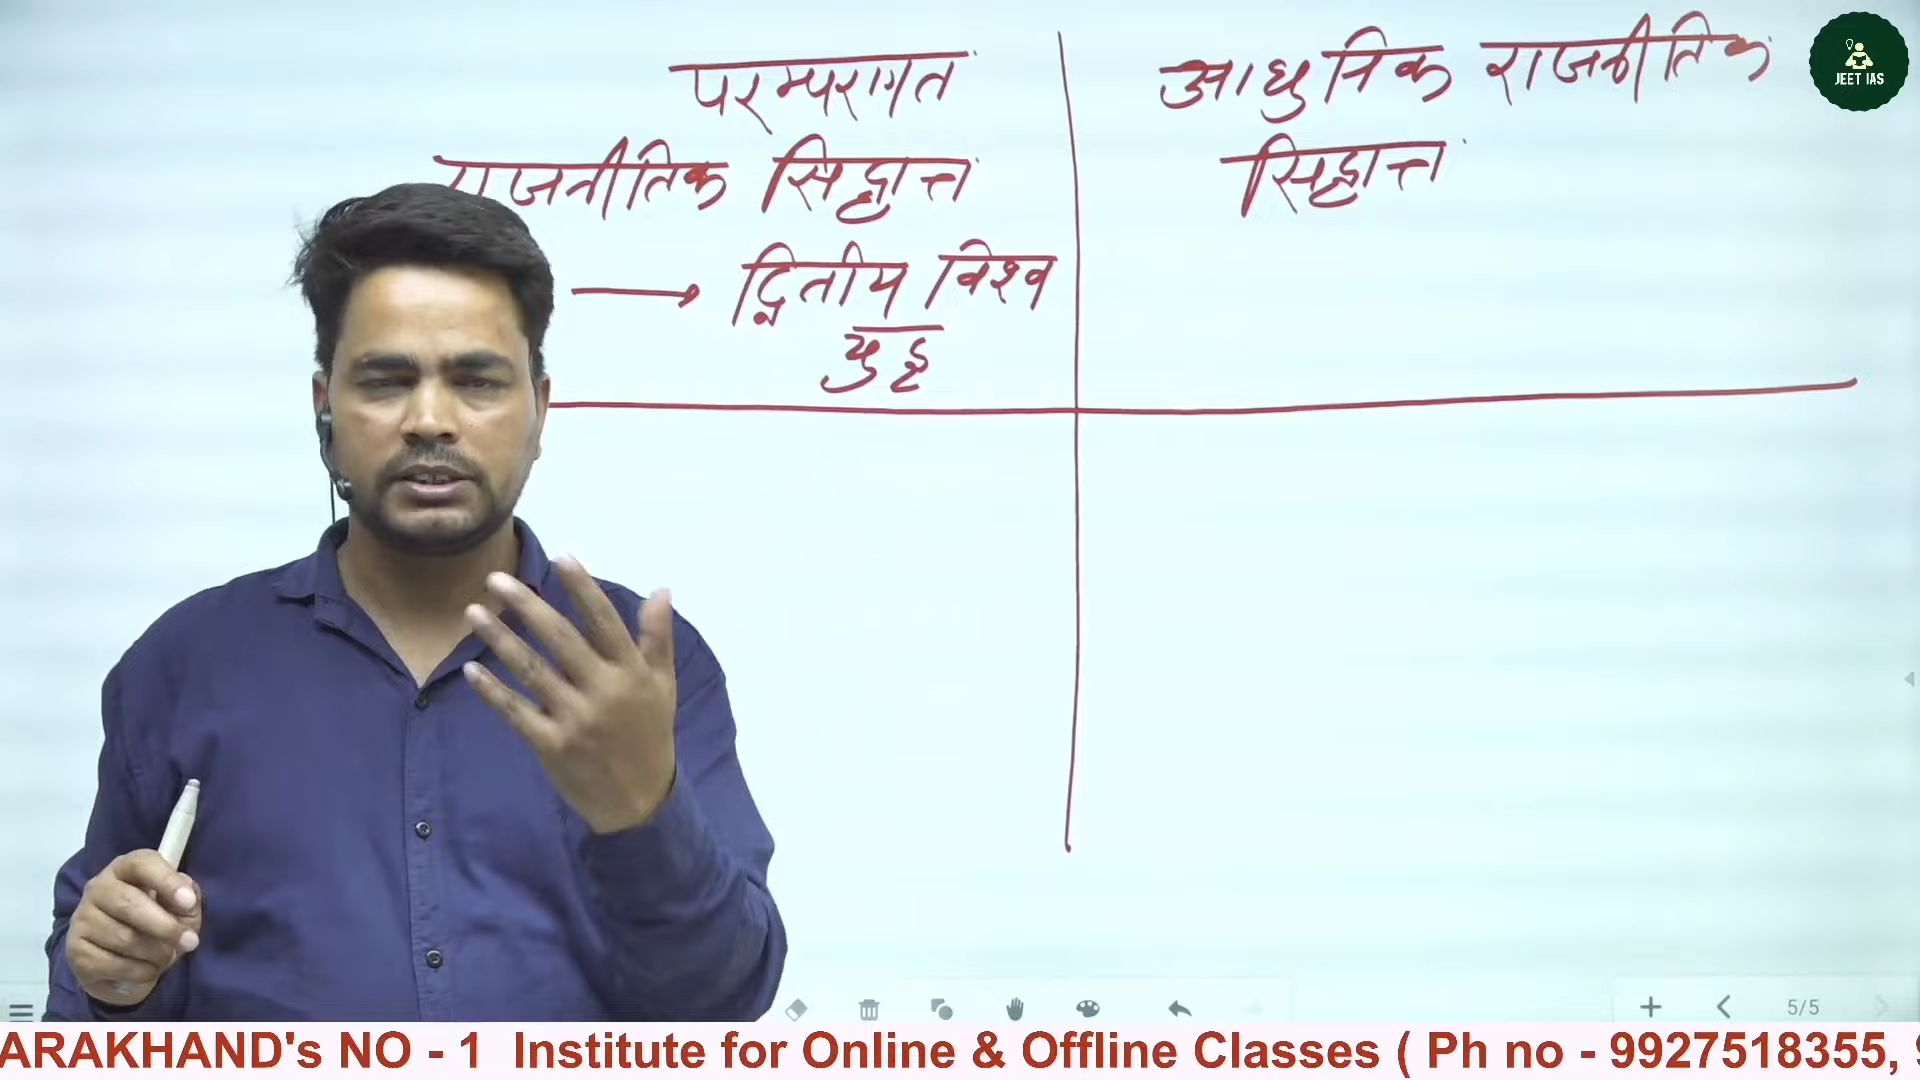 परम्परागत
राजनीतिक सिद्धान्त
→ द्वितीय विश्व
युद्ध
आधुनिक राजनीतिक
सिद्धान्त
JEET IAS
5/5
ARAKHAND's NO - 1 Institute for Online & Offline Classes ( Ph no - 9927518355,